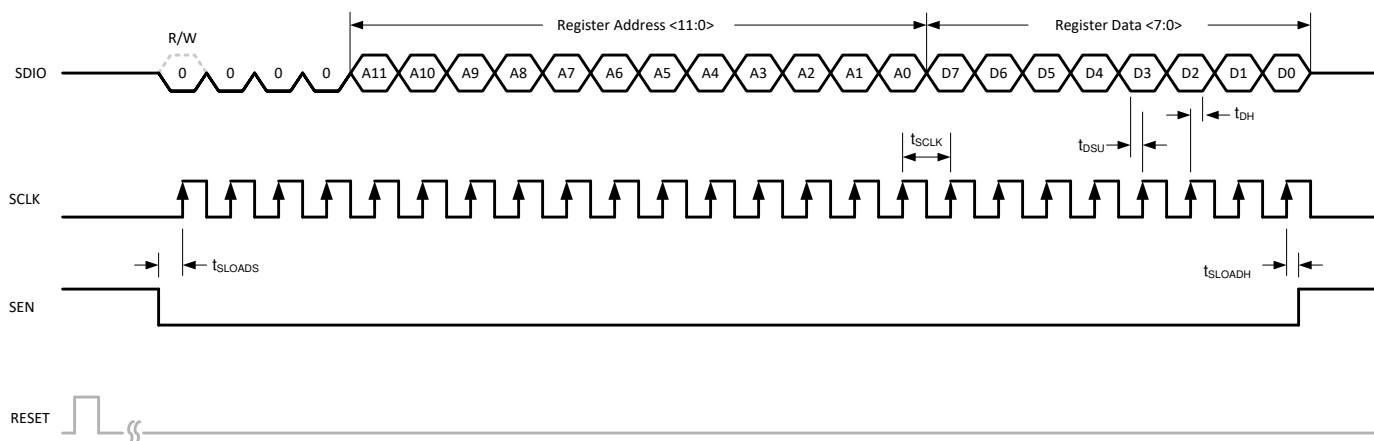 Register Address <11:0> Register Data <7:0>
R/W
SDIO 0 0 0 0 A11 A10 A9 A8 A7 A6 A5 A4 A3 A2 A1 A0 D7 D6 D5 D4 D3 D2 D1 D0
tDH
tSCLK
tDSU
SCLK
tSLOADS tSLOADH
SEN
RESET